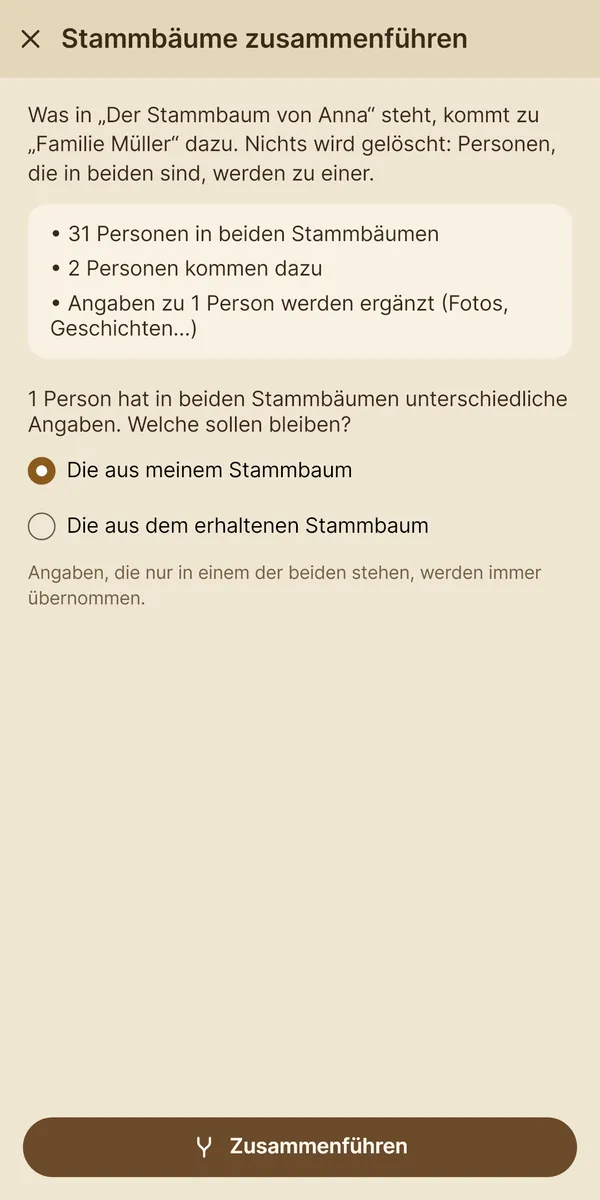 Stammbäume zusammenführen
Was in „Der Stammbaum von Anna“ steht, kommt zu
„Familie Müller“ dazu. Nichts wird gelöscht: Personen,
die in beiden sind, werden zu einer.
• 31 Personen in beiden Stammbäumen
• 2 Personen kommen dazu
• Angaben zu 1 Person werden ergänzt (Fotos,
Geschichten…)
1 Person hat in beiden Stammbäumen unterschiedliche
Angaben. Welche sollen bleiben?
Die aus meinem Stammbaum
Die aus dem erhaltenen Stammbaum
Angaben, die nur in einem der beiden stehen, werden immer
übernommen.
Zusammenführen